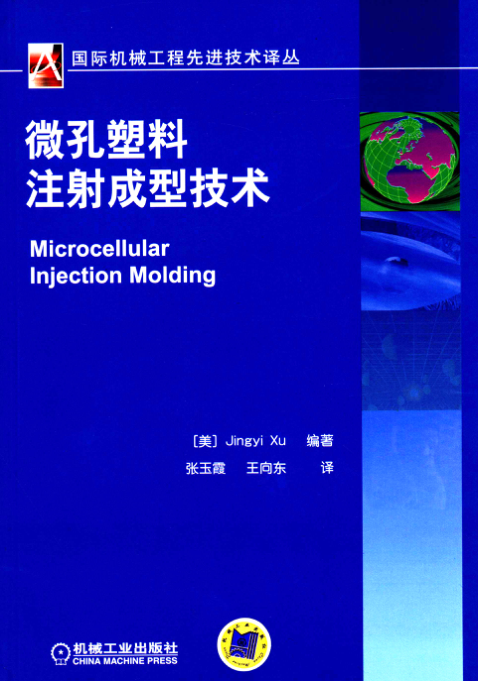 国际机械工程先进技术译丛
微孔塑料
注射成型技术
Microcellular
Injection Molding
[美] Jingyi Xu 编著
张玉霞 王向东 译
机械工业出版社
CHINA MACHINE PRESS